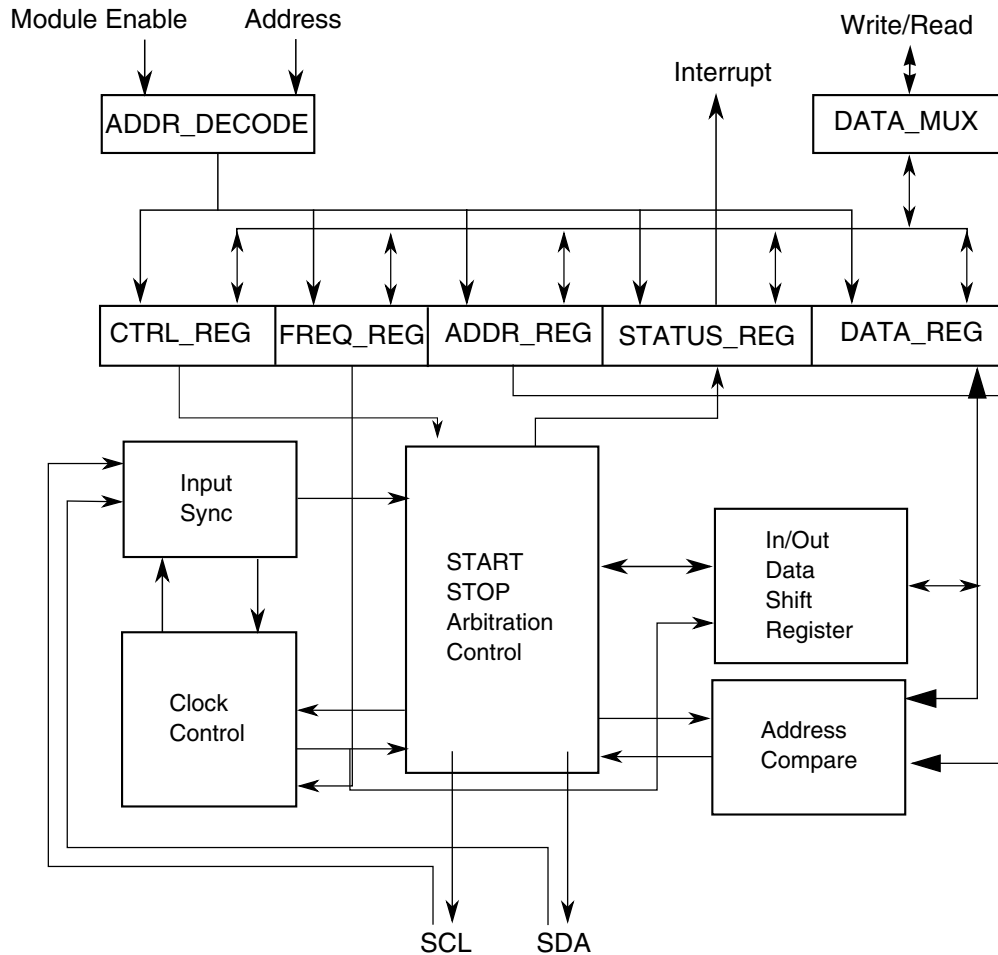 Module Enable
Address
Write/Read
Interrupt
ADDR_DECODE
DATA_MUX
CTRL_REG
FREQ_REG
ADDR_REG
STATUS_REG
DATA_REG
Input
Sync
START
STOP
Arbitration
Control
In/Out
Data
Shift
Register
Clock
Control
Address
Compare
SCL
SDA